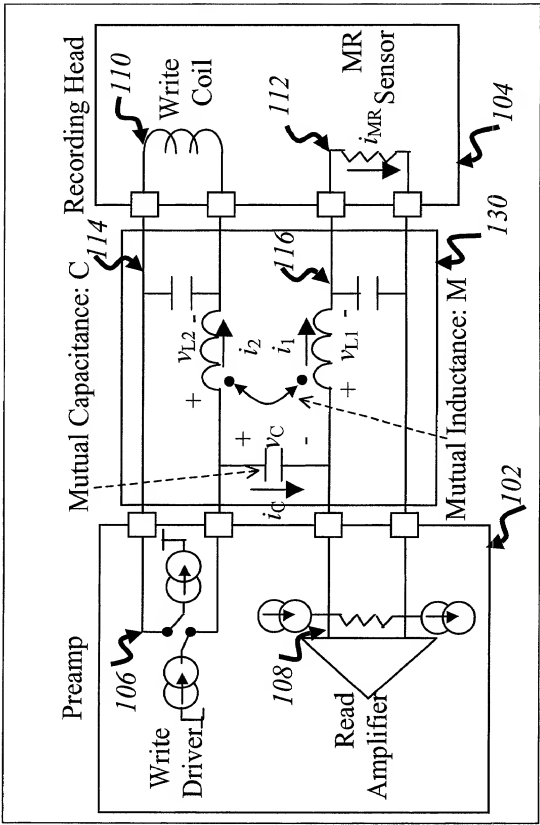 Preamp
Recording Head
Mutual Capacitance: C
106
Write
Driver
114
110
Write
Coil
+
v_L2
-
i_2
+
v_C
-
i_C
i_1
+
v_L1
-
116
112
i_MR
MR
Sensor
104
108
Read
Amplifier
102
Mutual Inductance: M
130